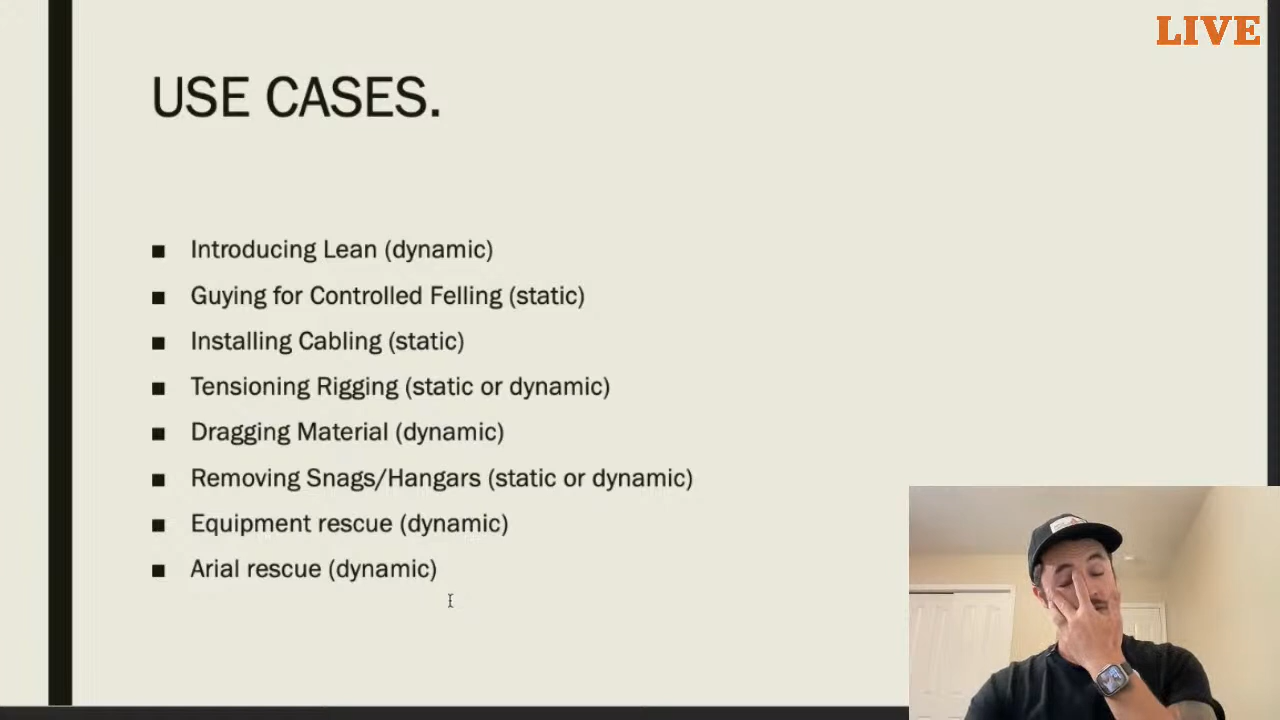 LIVE
USE CASES.
Introducing Lean (dynamic)
Guying for Controlled Felling (static)
Installing Cabling (static)
Tensioning Rigging (static or dynamic)
Dragging Material (dynamic)
Removing Snags/Hangars (static or dynamic)
Equipment rescue (dynamic)
Arial rescue (dynamic)